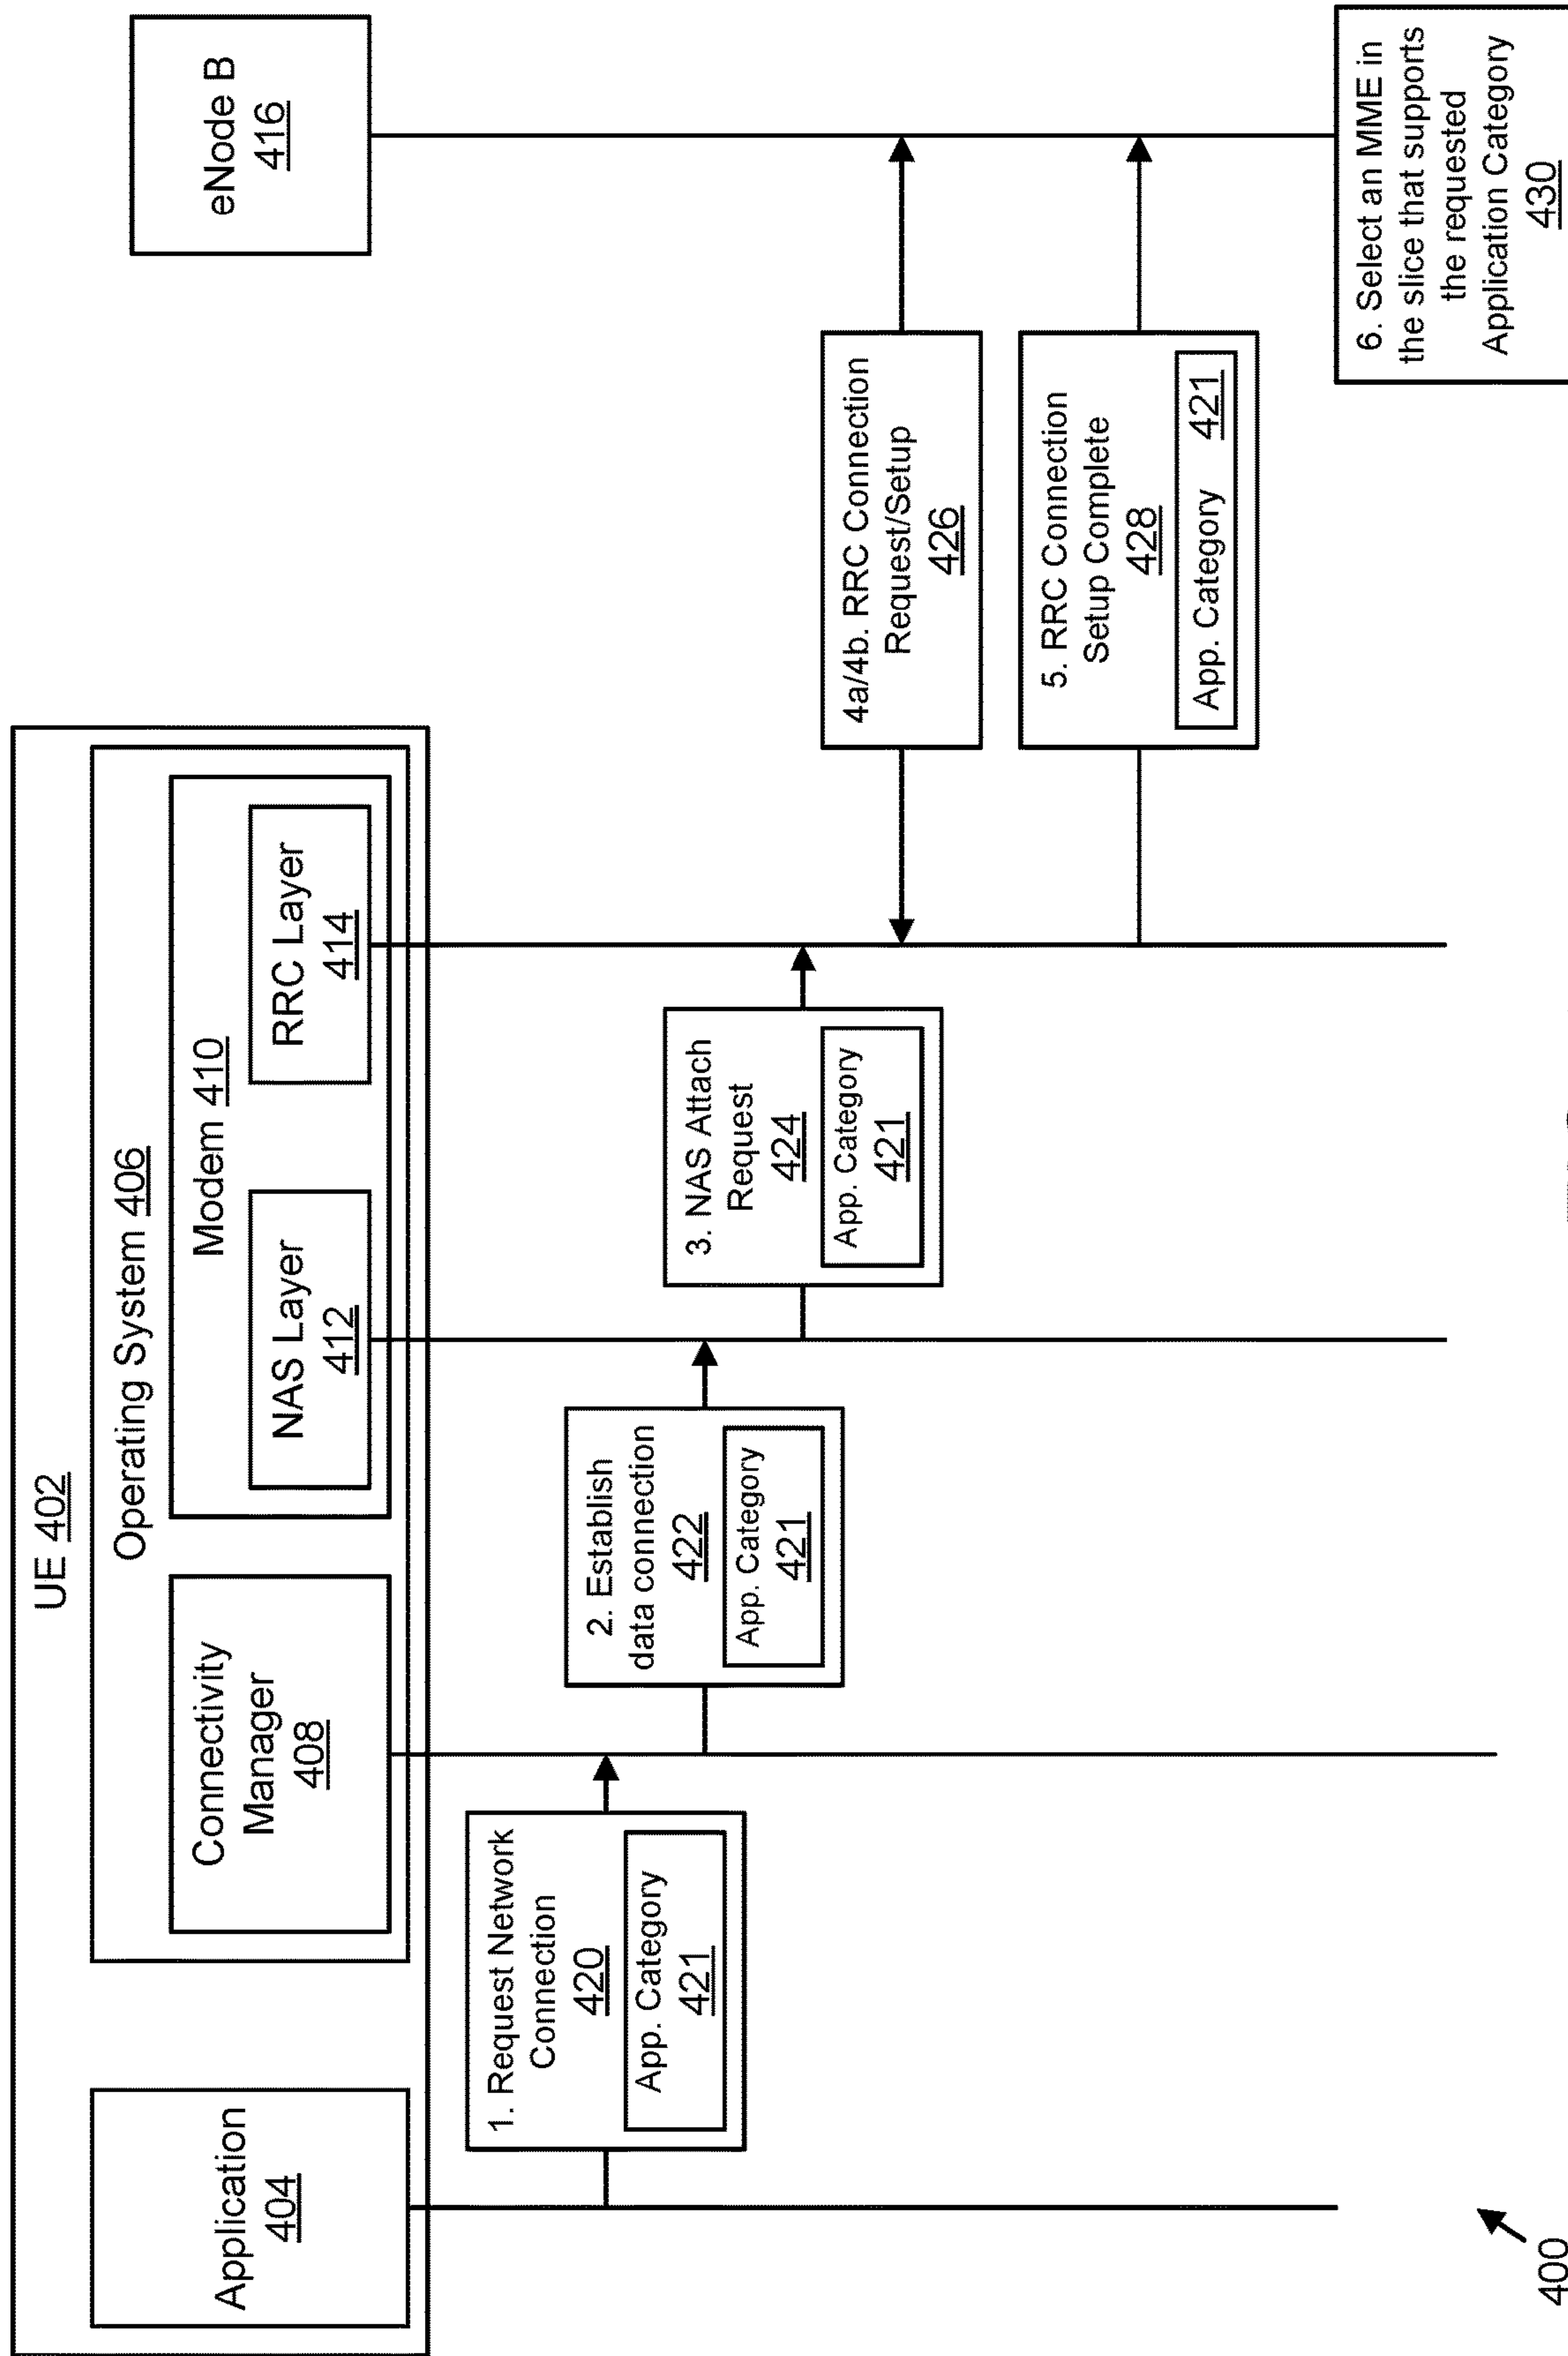 UE 402
Application
404
Operating System 406
Connectivity
Manager
408
Modem 410
NAS Layer
412
RRC Layer
414
eNode B
416
1. Request Network
Connection
420
App. Category
421
2. Establish
data connection
422
App. Category
421
3. NAS Attach
Request
424
App. Category
421
4a/4b. RRC Connection
Request/Setup
426
5. RRC Connection
Setup Complete
428
App. Category 421
6. Select an MME in
the slice that supports
the requested
Application Category
430
400